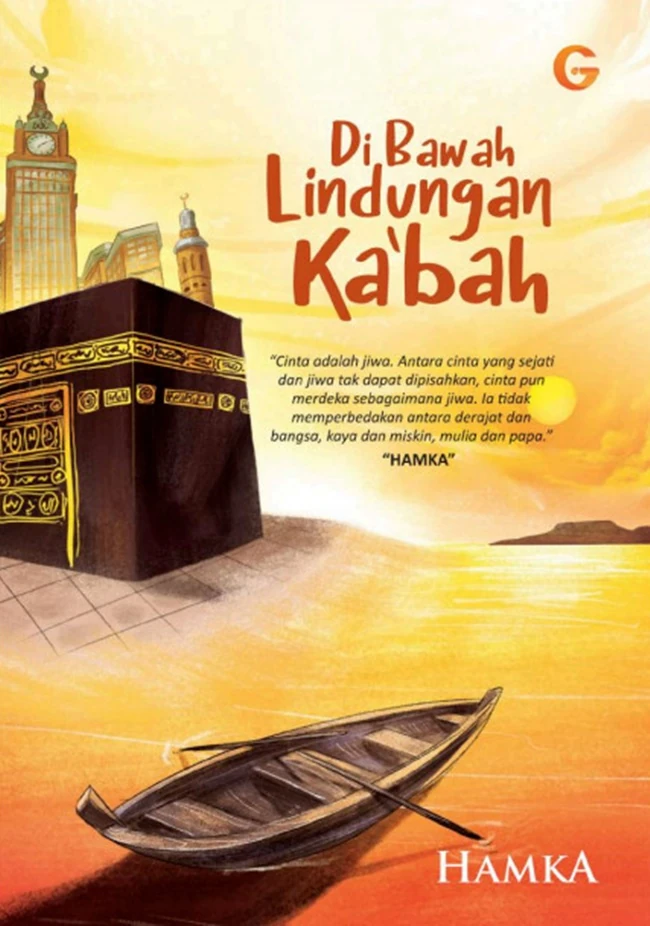 G
Di Bawah
Lindungan
Ka'bah
“Cinta adalah jiwa. Antara cinta yang sejati
dan jiwa tak dapat dipisahkan, cinta pun
merdeka sebagaimana jiwa. Ia tidak
memperbedakan antara derajat dan
bangsa, kaya dan miskin, mulia dan papa.”
“HAMKA”
HAMKA